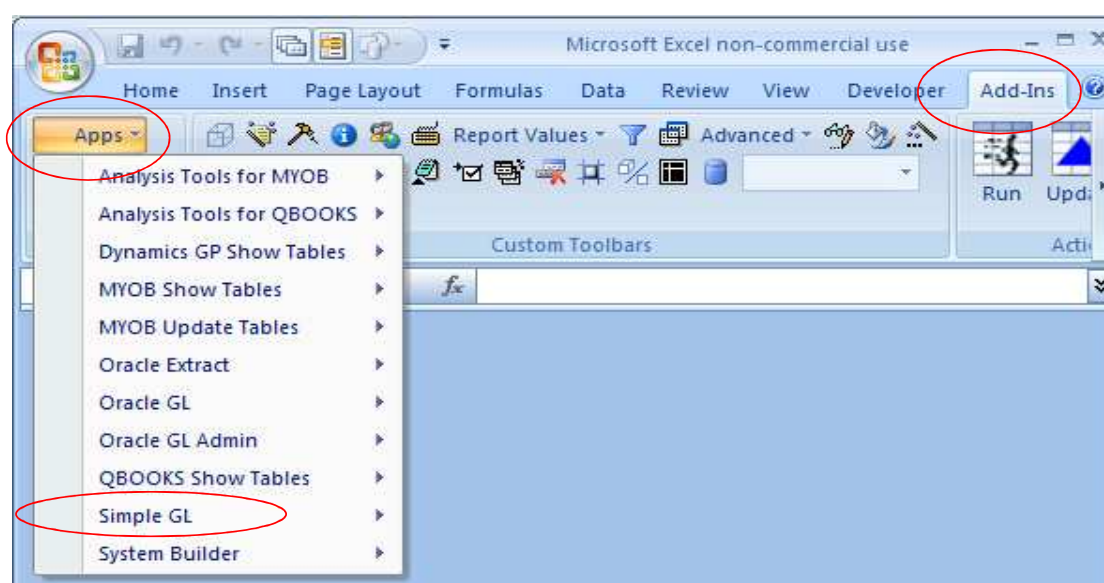 Microsoft Excel non-commercial use
Home Insert Page Layout Formulas Data Review View Developer Add-Ins
Apps Report Values Advanced
Run
Custom Toolbars
fx
Analysis Tools for MYOB
Analysis Tools for QBOOKS
Dynamics GP Show Tables
MYOB Show Tables
MYOB Update Tables
Oracle Extract
Oracle GL
Oracle GL Admin
QBOOKS Show Tables
Simple GL
System Builder